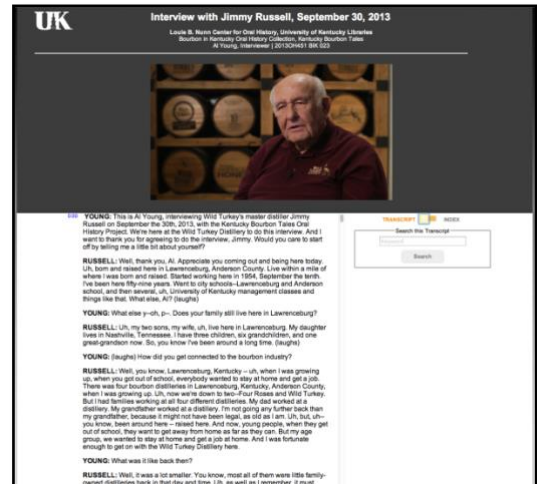 UK
Interview with Jimmy Russell, September 30, 2013
Louie B. Nunn Center for Oral History, University of Kentucky Libraries
Bourbon in Kentucky Oral History Collection, Kentucky Bourbon Tales
Al Young, Interviewer | 2013OH451 BIK 023
YOUNG: This is Al Young, interviewing Wild Turkey's master distiller Jimmy
Russell on September the 30th, 2013, with the Kentucky Bourbon Tales Oral
History Project. We're here at the Wild Turkey Distillery to do this interview. And I
want to thank you for agreeing to do the interview, Jimmy. Would you care to start
off by telling me a little bit about yourself?
RUSSELL: Well, thank you, Al. Appreciate you coming out and being here today.
Uh, born and raised here in Lawrenceburg, Anderson County. Live within a mile of
where I was born and raised. Started working here in 1954, September the tenth.
I've been here fifty-nine years. Went to city schools--Lawrenceburg and Anderson
school, and then several, uh, University of Kentucky management classes and
things like that. What else, Al? (laughs)
YOUNG: What else y--oh, p--. Does your family still live here in Lawrenceburg?
RUSSELL: Uh, my two sons, my wife, uh, live here in Lawrenceburg. My daughter
lives in Nashville, Tennessee. I have three children, six grandchildren, and one
great-grandson now. So, you know I've been around a long time. (laughs)
YOUNG: (laughs) How did you get connected to the bourbon industry?
RUSSELL: Well, you know, Lawrenceburg, Kentucky -- uh, when I was growing
up, when you got out of school, everybody wanted to stay at home and get a job.
There was four bourbon distilleries in Lawrenceburg, Kentucky, Anderson County,
when I was growing up. Uh, now we're down to two--Four Roses and Wild Turkey.
But I had families working at all four different distilleries. My dad worked at a
distillery. My grandfather worked at a distillery. I'm not going any further back than
my grandfather, because it might not have been legal, as old as I am. Uh, but, uh--
you know, been around here -- raised here. And now, young people, when they get
out of school, they want to get away from home as far as they can. But my age
group, we wanted to stay at home and get a job at home. And I was fortunate
enough to get on with the Wild Turkey Distillery here.
YOUNG: What was it like back then?
RUSSELL: Well, it was a lot smaller. You know, most all of them were little family-
owned distilleries back in that day and time. Uh, as well as I remember, it must
TRANSCRIPT
INDEX
Search this Transcript
Search